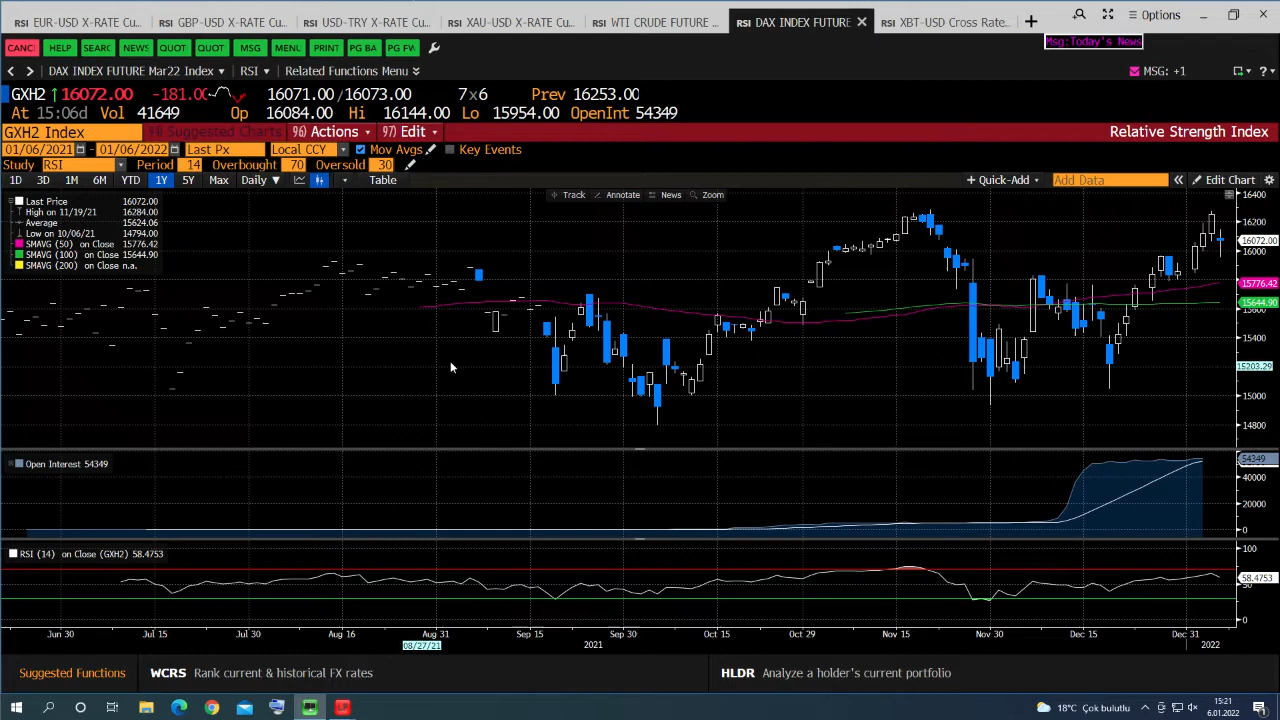 RSI EUR-USD X-RATE Cu... RSI GBP-USD X-RATE Cu... RSI USD-TRY X-RATE Cu... RSI XAU-USD X-RATE Cu... RSI WTI CRUDE FUTURE ... RSI DAX INDEX FUTURE RSI XBT-USD Cross Rate... Options
CANC HELP SEARC NEWS QUOT QUOT MSG MENU PRINT PG BA PG FW Msg:Today's News
DAX INDEX FUTURE Mar22 Index RSI Related Functions Menu MSG: +1 ?
GXH2 16072.00 -181.00 16071.00/16073.00 7x6 Prev 16253.00
At 15:06d Vol 41649 Op 16084.00 Hi 16144.00 Lo 15954.00 OpenInt 54349
GXH2 Index Suggested Charts 96) Actions 97) Edit Relative Strength Index
01/06/2021 - 01/06/2022 Last Px Local CCY Mov Avgs Key Events
Study RSI Period 14 Overbought 70 Oversold 30
1D 3D 1M 6M YTD 1Y 5Y Max Daily Table + Quick-Add Add Data Edit Chart
Track Annotate News Zoom
Last Price 16072.00
High on 11/19/21 16284.00
Average 15624.06
Low on 10/06/21 14794.00
SMAVG (50) on Close 15776.42
SMAVG (100) on Close 15644.90
SMAVG (200) on Close n.a.
16400
16200
16072.00
16000
15776.42
15644.90
15600
15400
15203.29
15000
14800
Open Interest 54349
54349
40000
20000
0
RSI (14) on Close (GXH2) 58.4753
100
58.4753
50
0
Jun 30 Jul 15 Jul 30 Aug 16 Aug 31 Sep 15 Sep 30 Oct 15 Oct 29 Nov 15 Nov 30 Dec 15 Dec 31
08/27/21 2021 2022
Suggested Functions WCRS Rank current & historical FX rates HLDR Analyze a holder's current portfolio
18°C Çok bulutlu 15:21
6.01.2022